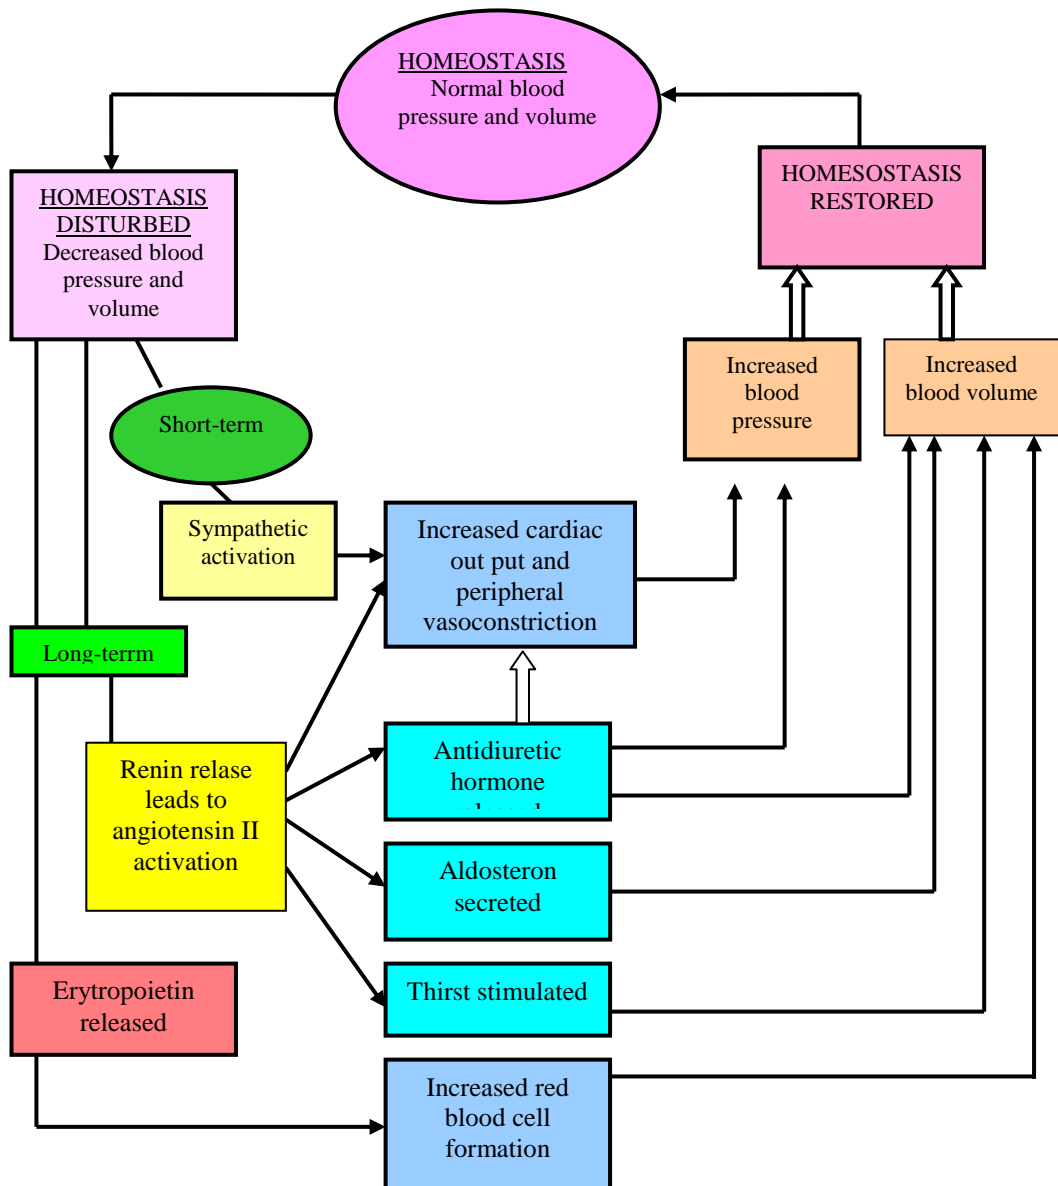 HOMEOSTASIS
Normal blood
pressure and volume
HOMEOSTASIS
DISTURBED
Decreased blood
pressure and
volume
HOMESOSTASIS
RESTORED
Increased
blood
pressure
Increased
blood volume
Short-term
Sympathetic
activation
Increased cardiac
out put and
peripheral
vasoconstriction
Long-terrm
Renin relase
leads to
angiotensin II
activation
Antidiuretic
hormone
Aldosteron
secreted
Erytropoietin
released
Thirst stimulated
Increased red
blood cell
formation